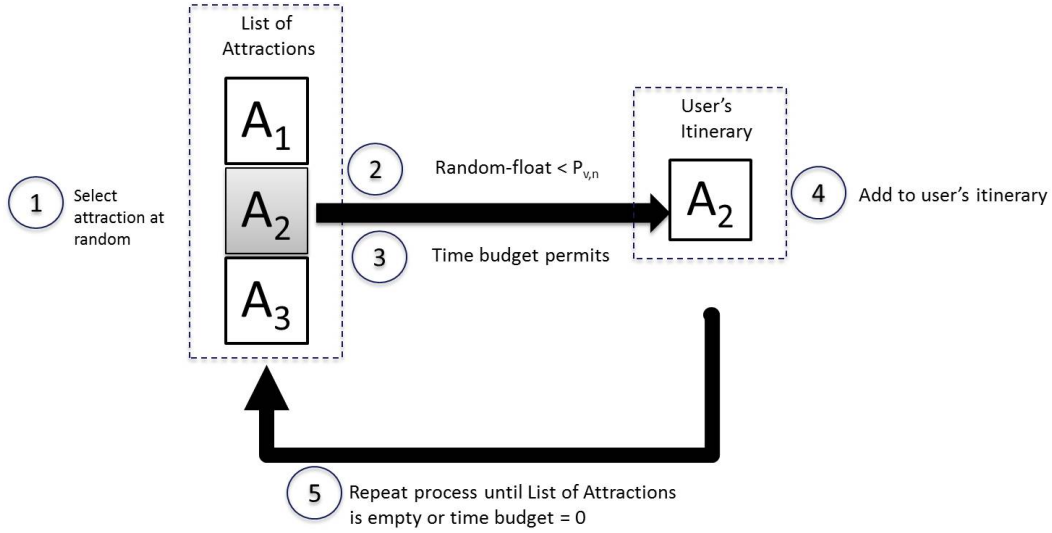 List of
Attractions
A₁
A₂
A₃
1
Select
attraction at
random
2
Random-float < Pᵥ,ₙ
3
Time budget permits
User’s
Itinerary
A₂
4
Add to user’s itinerary
5
Repeat process until List of Attractions
is empty or time budget = 0